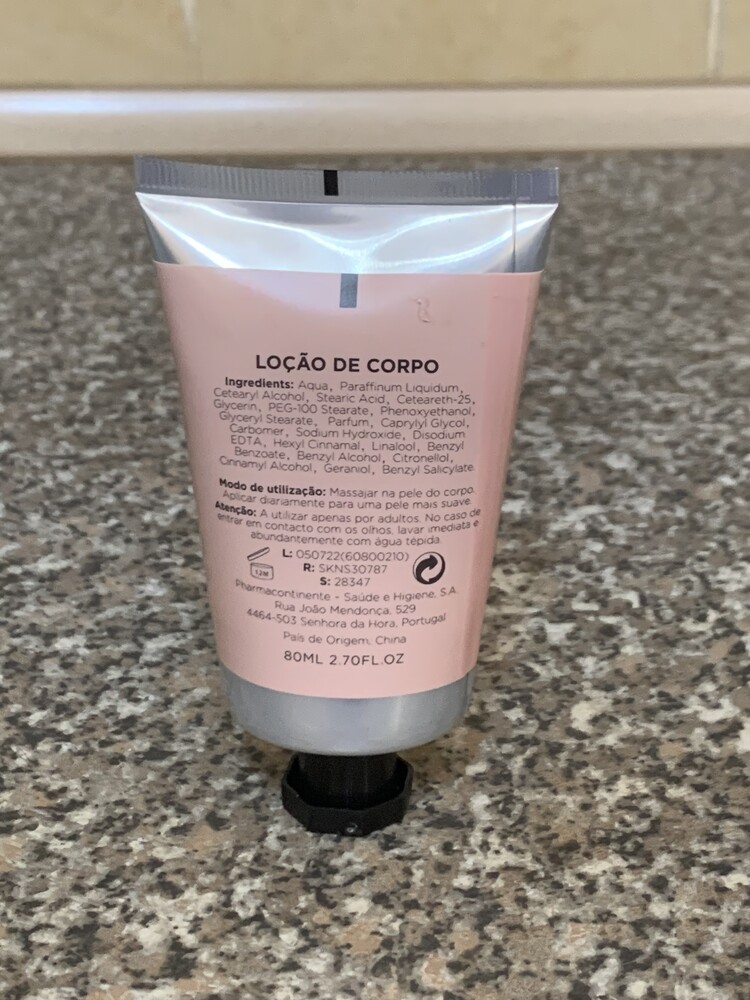 LOÇÃO DE CORPO
Ingredients: Aqua, Paraffinum Liquidum,
Cetearyl Alcohol, Stearic Acid, Ceteareth-25,
Glycerin, PEG-100 Stearate, Phenoxyethanol,
Glyceryl Stearate, Parfum, Caprylyl Glycol,
Carbomer, Sodium Hydroxide, Disodium
EDTA, Hexyl Cinnamal, Linalool, Benzyl
Benzoate, Benzyl Alcohol, Citronellol,
Cinnamyl Alcohol, Geraniol, Benzyl Salicylate.
Modo de utilização: Massajar na pele do corpo.
Aplicar diariamente para uma pele mais suave.
Atenção: A utilizar apenas por adultos. No caso de
entrar em contacto com os olhos, lavar imediata e
abundantemente com água tépida.
12M
L: 050722(60800210)
R: SKNS30787
S: 28347
Pharmacontinente - Saúde e Higiene, S.A.
Rua João Mendonça, 529
4464-503 Senhora da Hora, Portugal
País de Origem, China
80ML 2.70FL.OZ